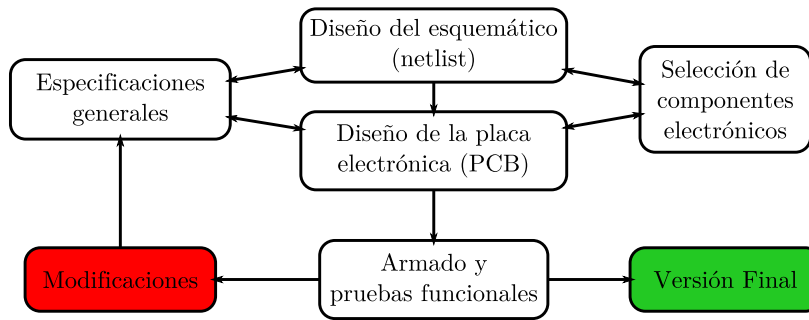 Diseño del esquemático
(netlist)
Especificaciones
generales
Selección de
componentes
electrónicos
Diseño de la placa
electrónica (PCB)
Modificaciones
Armado y
pruebas funcionales
Versión Final